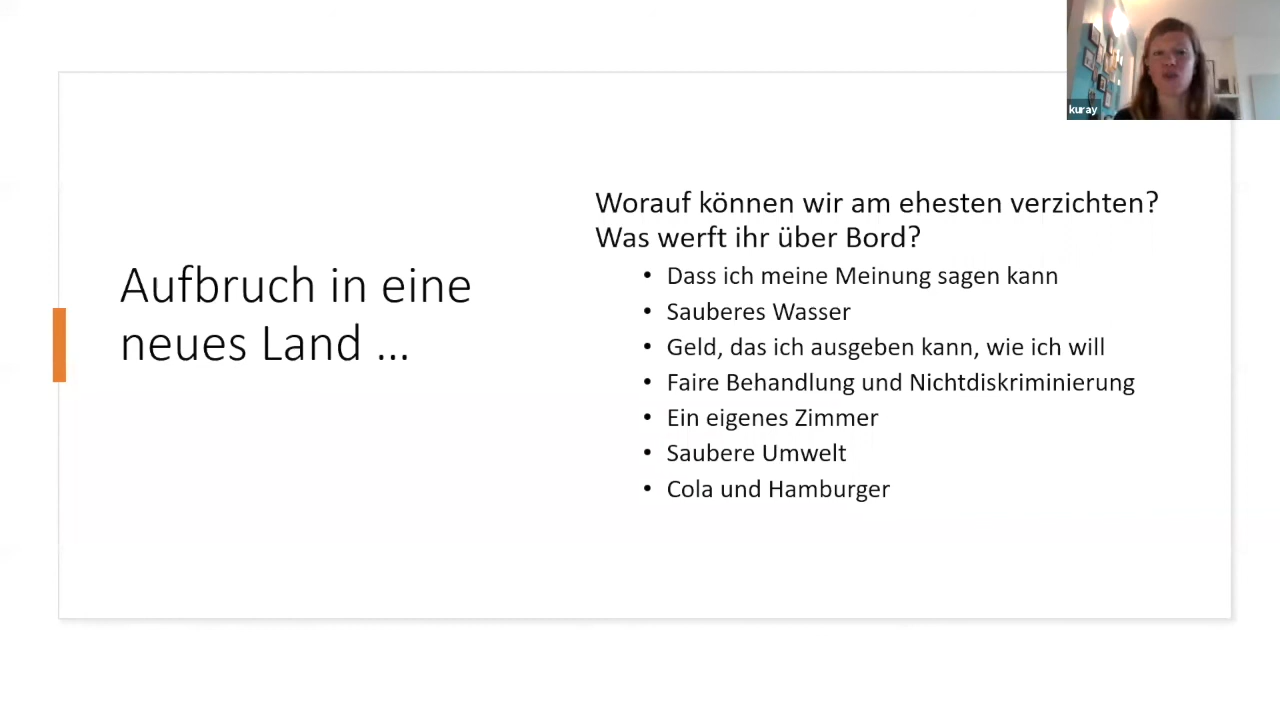 kuray
Aufbruch in eine
neues Land ...
Worauf können wir am ehesten verzichten?
Was werft ihr über Bord?
• Dass ich meine Meinung sagen kann
• Sauberes Wasser
• Geld, das ich ausgeben kann, wie ich will
• Faire Behandlung und Nichtdiskriminierung
• Ein eigenes Zimmer
• Saubere Umwelt
• Cola und Hamburger